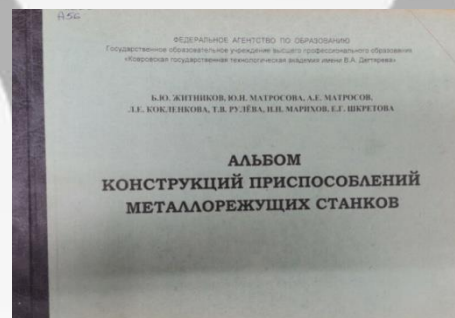 А56
ФЕДЕРАЛЬНОЕ АГЕНТСТВО ПО ОБРАЗОВАНИЮ
Государственное образовательное учреждение высшего профессионального образования
«Ковровская государственная технологическая академия имени В.А. Дегтярева»
Б.Ю. ЖИТНИКОВ, Ю.Н. МАТРОСОВА, А.Е. МАТРОСОВ,
Л.Е. КОКЛЕНКОВА, Т.В. РУЛЁВА, Н.Н. МАРИХОВ, Е.Г. ШКРЕТОВА
АЛЬБОМ
КОНСТРУКЦИЙ ПРИСПОСОБЛЕНИЙ
МЕТАЛЛОРЕЖУЩИХ СТАНКОВ